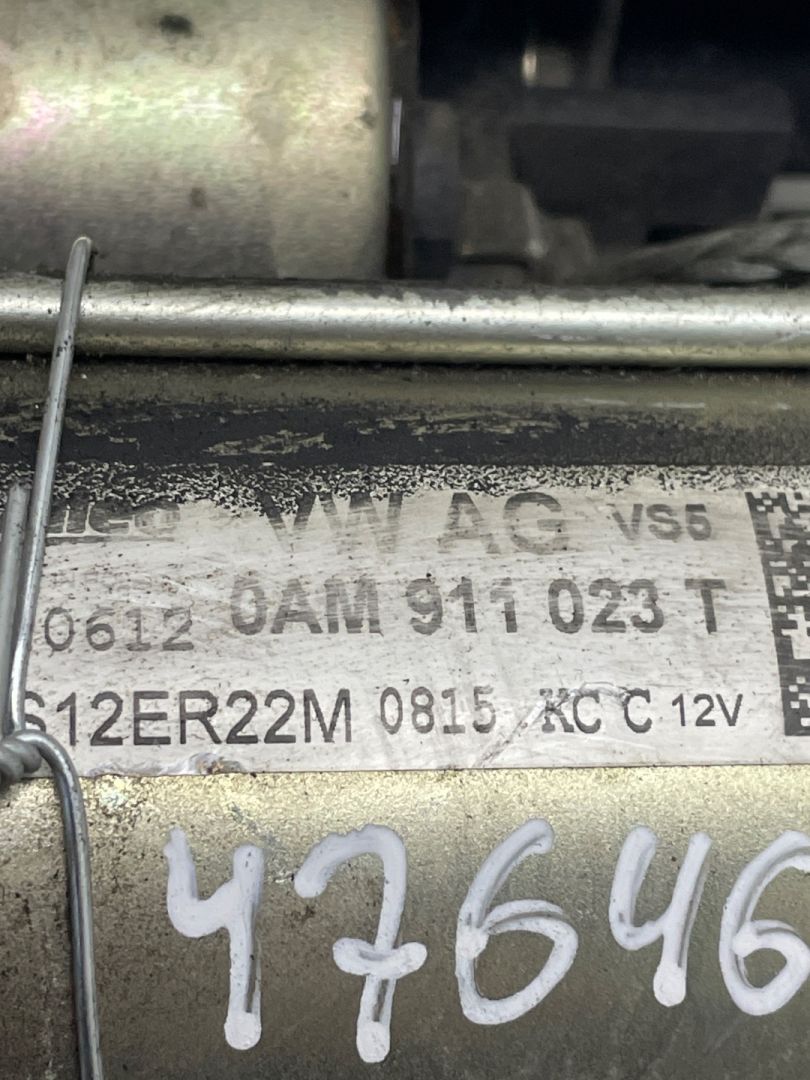 VW AG VS5
0612 0AM 911 023 T
S12ER22M 0815 KC C 12V
47646